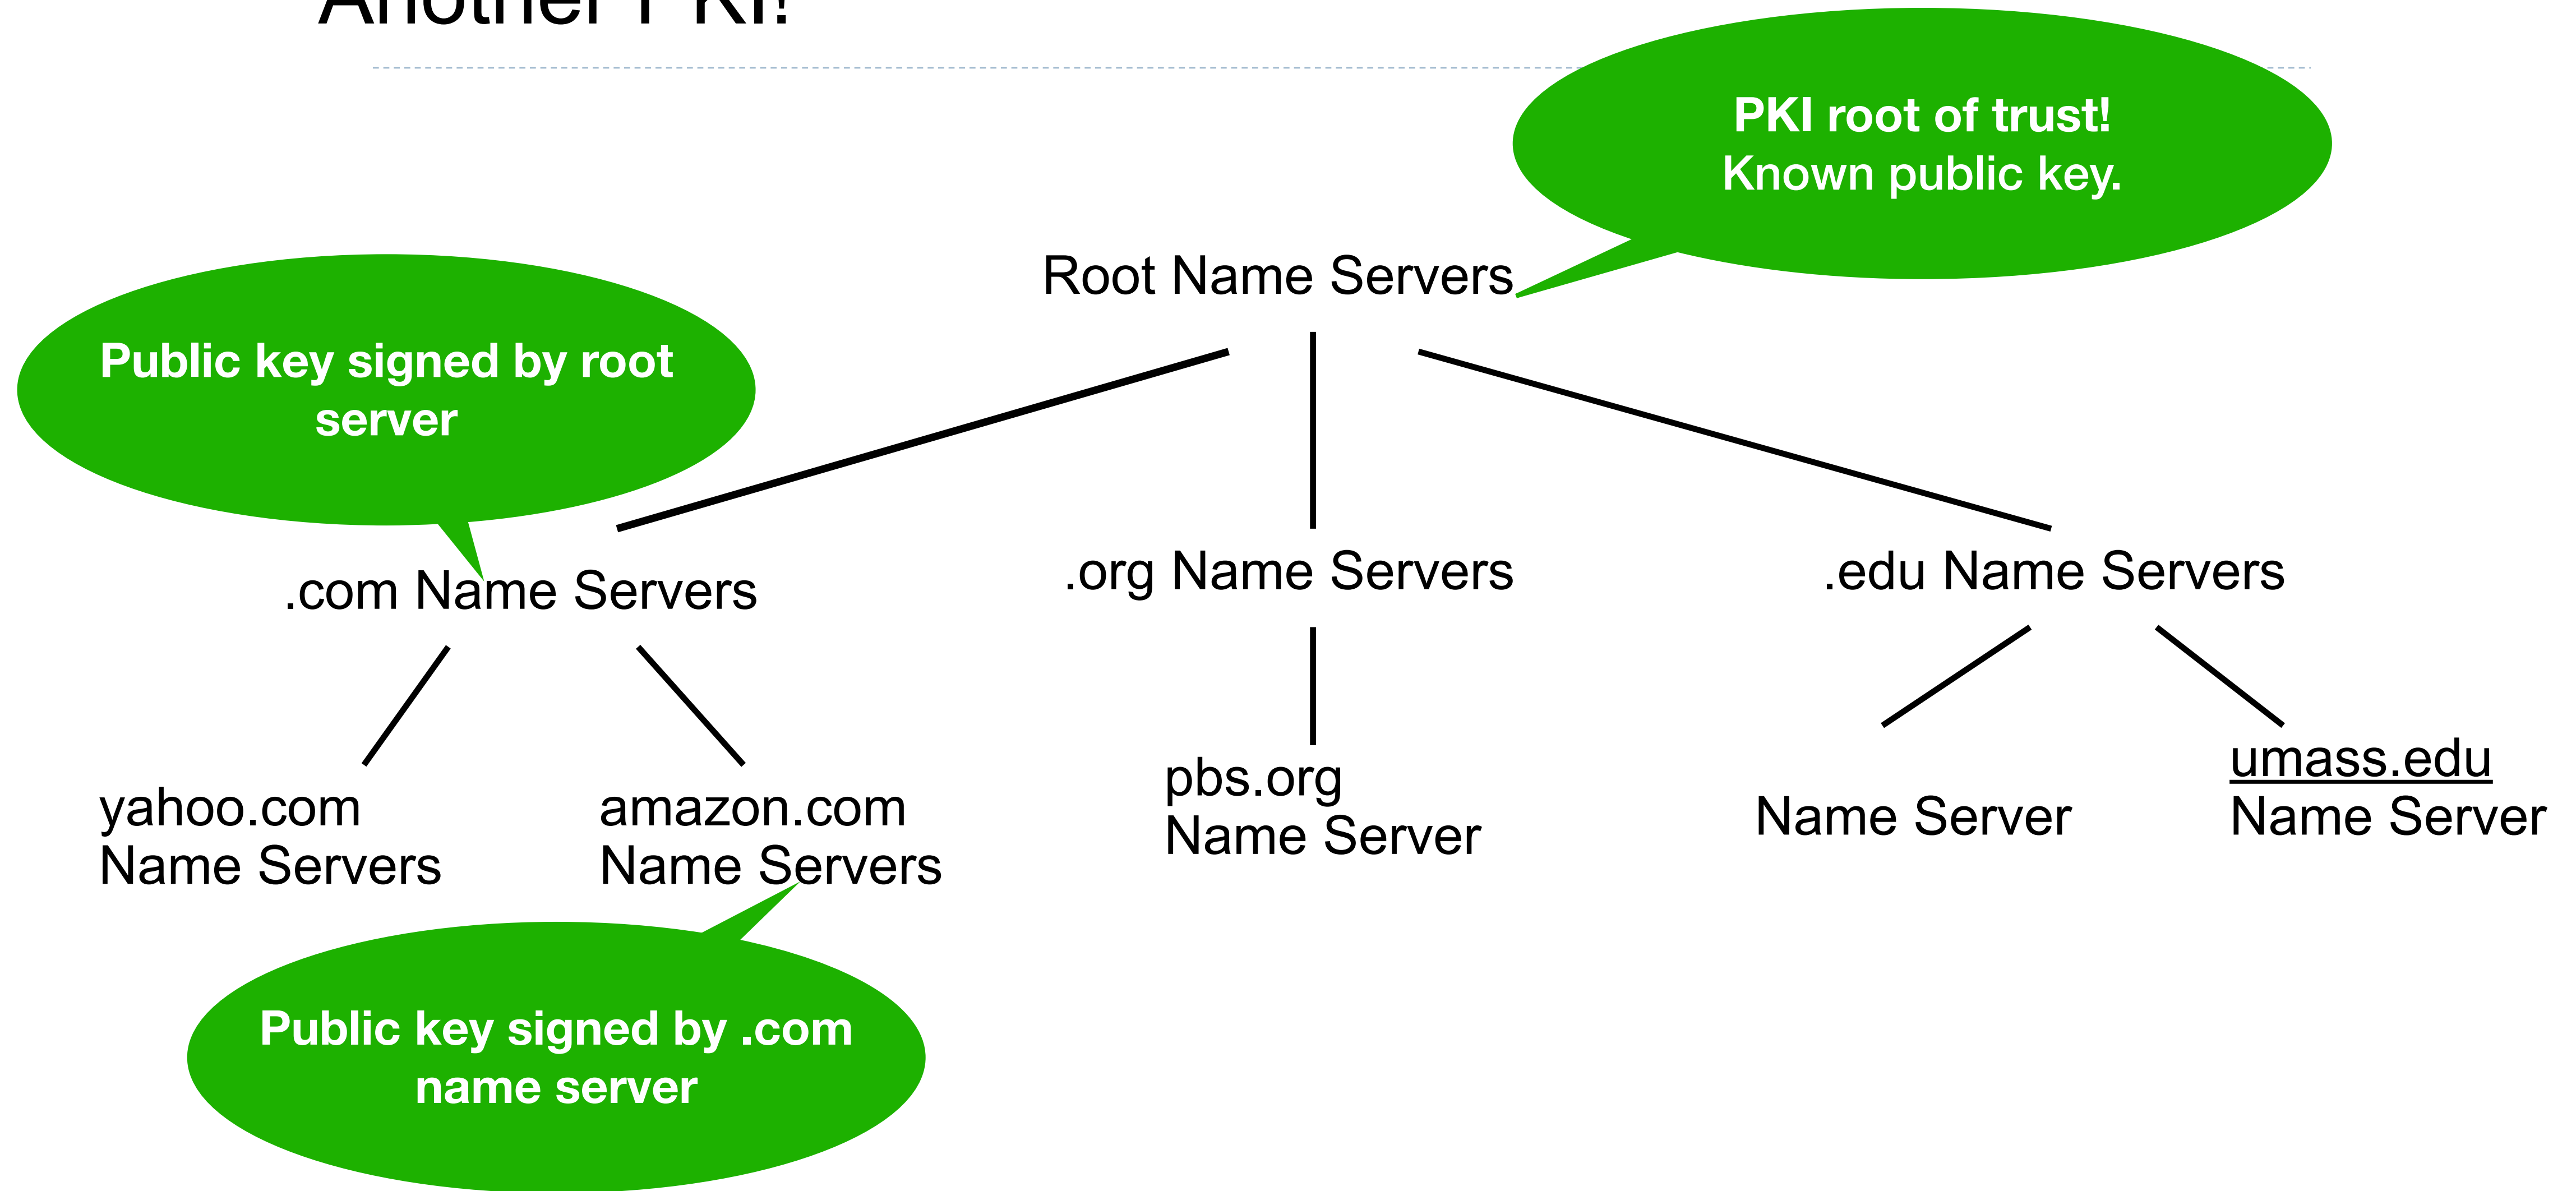 Another PKI!
PKI root of trust!
Known public key.
Root Name Servers
Public key signed by root
server
.com Name Servers
.org Name Servers
.edu Name Servers
yahoo.com
Name Servers
amazon.com
Name Servers
pbs.org
Name Server
Name Server
umass.edu
Name Server
Public key signed by .com
name server